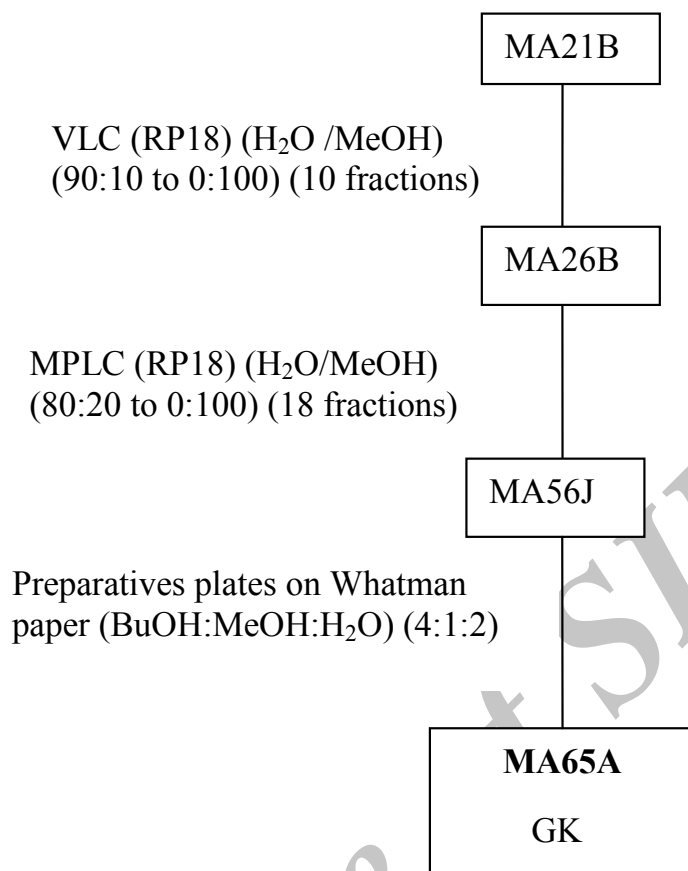 MA21B
VLC (RP18) (H₂O /MeOH)
(90:10 to 0:100) (10 fractions)
MA26B
MPLC (RP18) (H₂O/MeOH)
(80:20 to 0:100) (18 fractions)
MA56J
Preparatives plates on Whatman
paper (BuOH:MeOH:H₂O) (4:1:2)
MA65A
GK